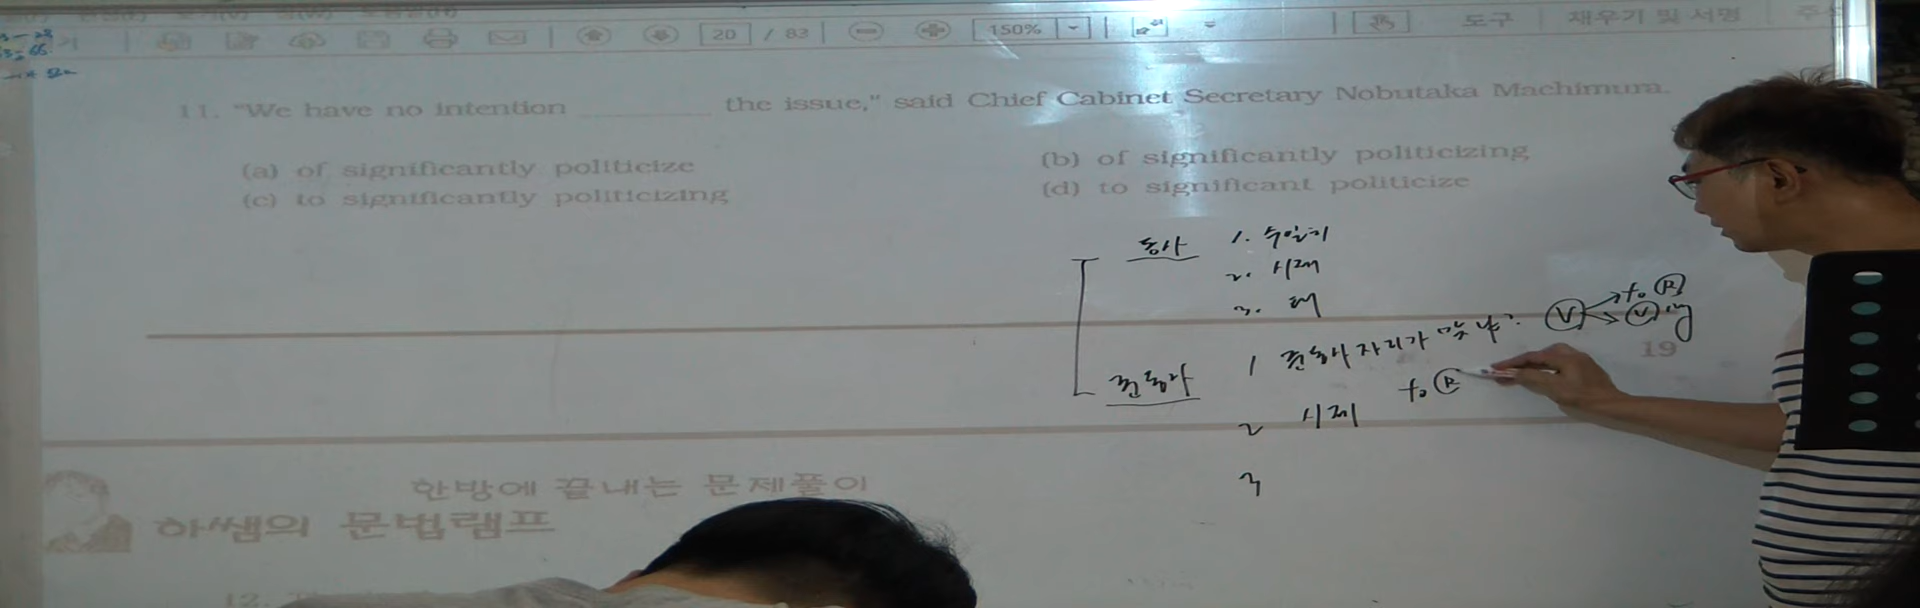 20 / 83 150% 도구 채우기 및 서명
11. "We have no intention ________ the issue," said Chief Cabinet Secretary Nobutaka Machimura.
(a) of significantly politicize (b) of significantly politicizing
(c) to significantly politicizing (d) to significant politicize
동사 1. 수일치
2. 시제
3. 태
준동사 1 준동사 자리가 맞냐? V to R
V ing
19
2 시제 to R
3
한방에 끝내는 문제풀이
하쌤의 문법램프
12.